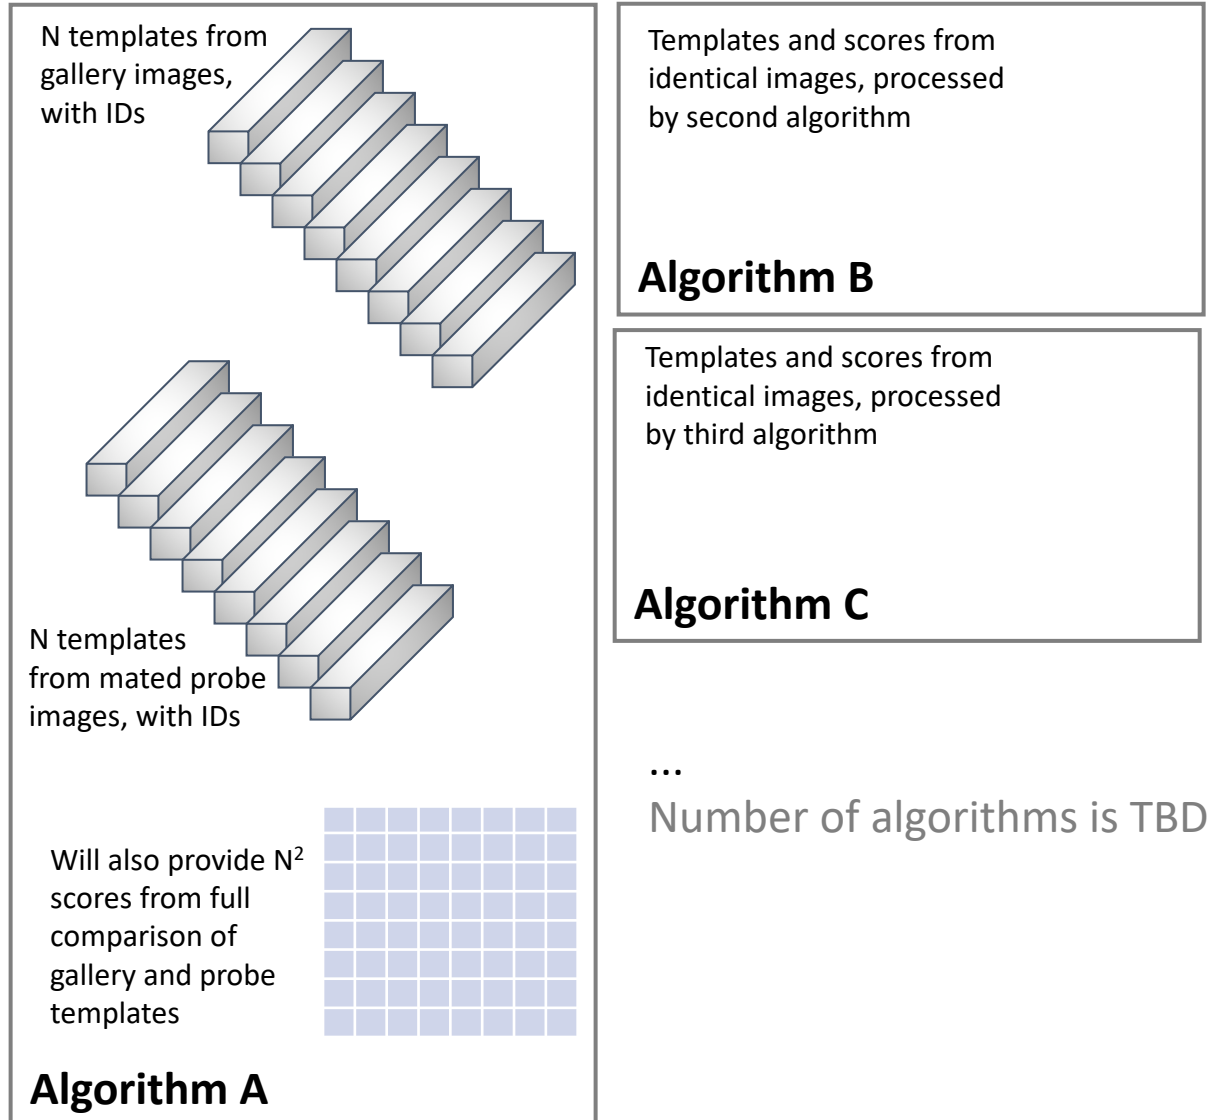 N templates from
gallery images,
with IDs
N templates
from mated probe
images, with IDs
Will also provide N²
scores from full
comparison of
gallery and probe
templates
Algorithm A
Templates and scores from
identical images, processed
by second algorithm
Algorithm B
Templates and scores from
identical images, processed
by third algorithm
Algorithm C
...
Number of algorithms is TBD